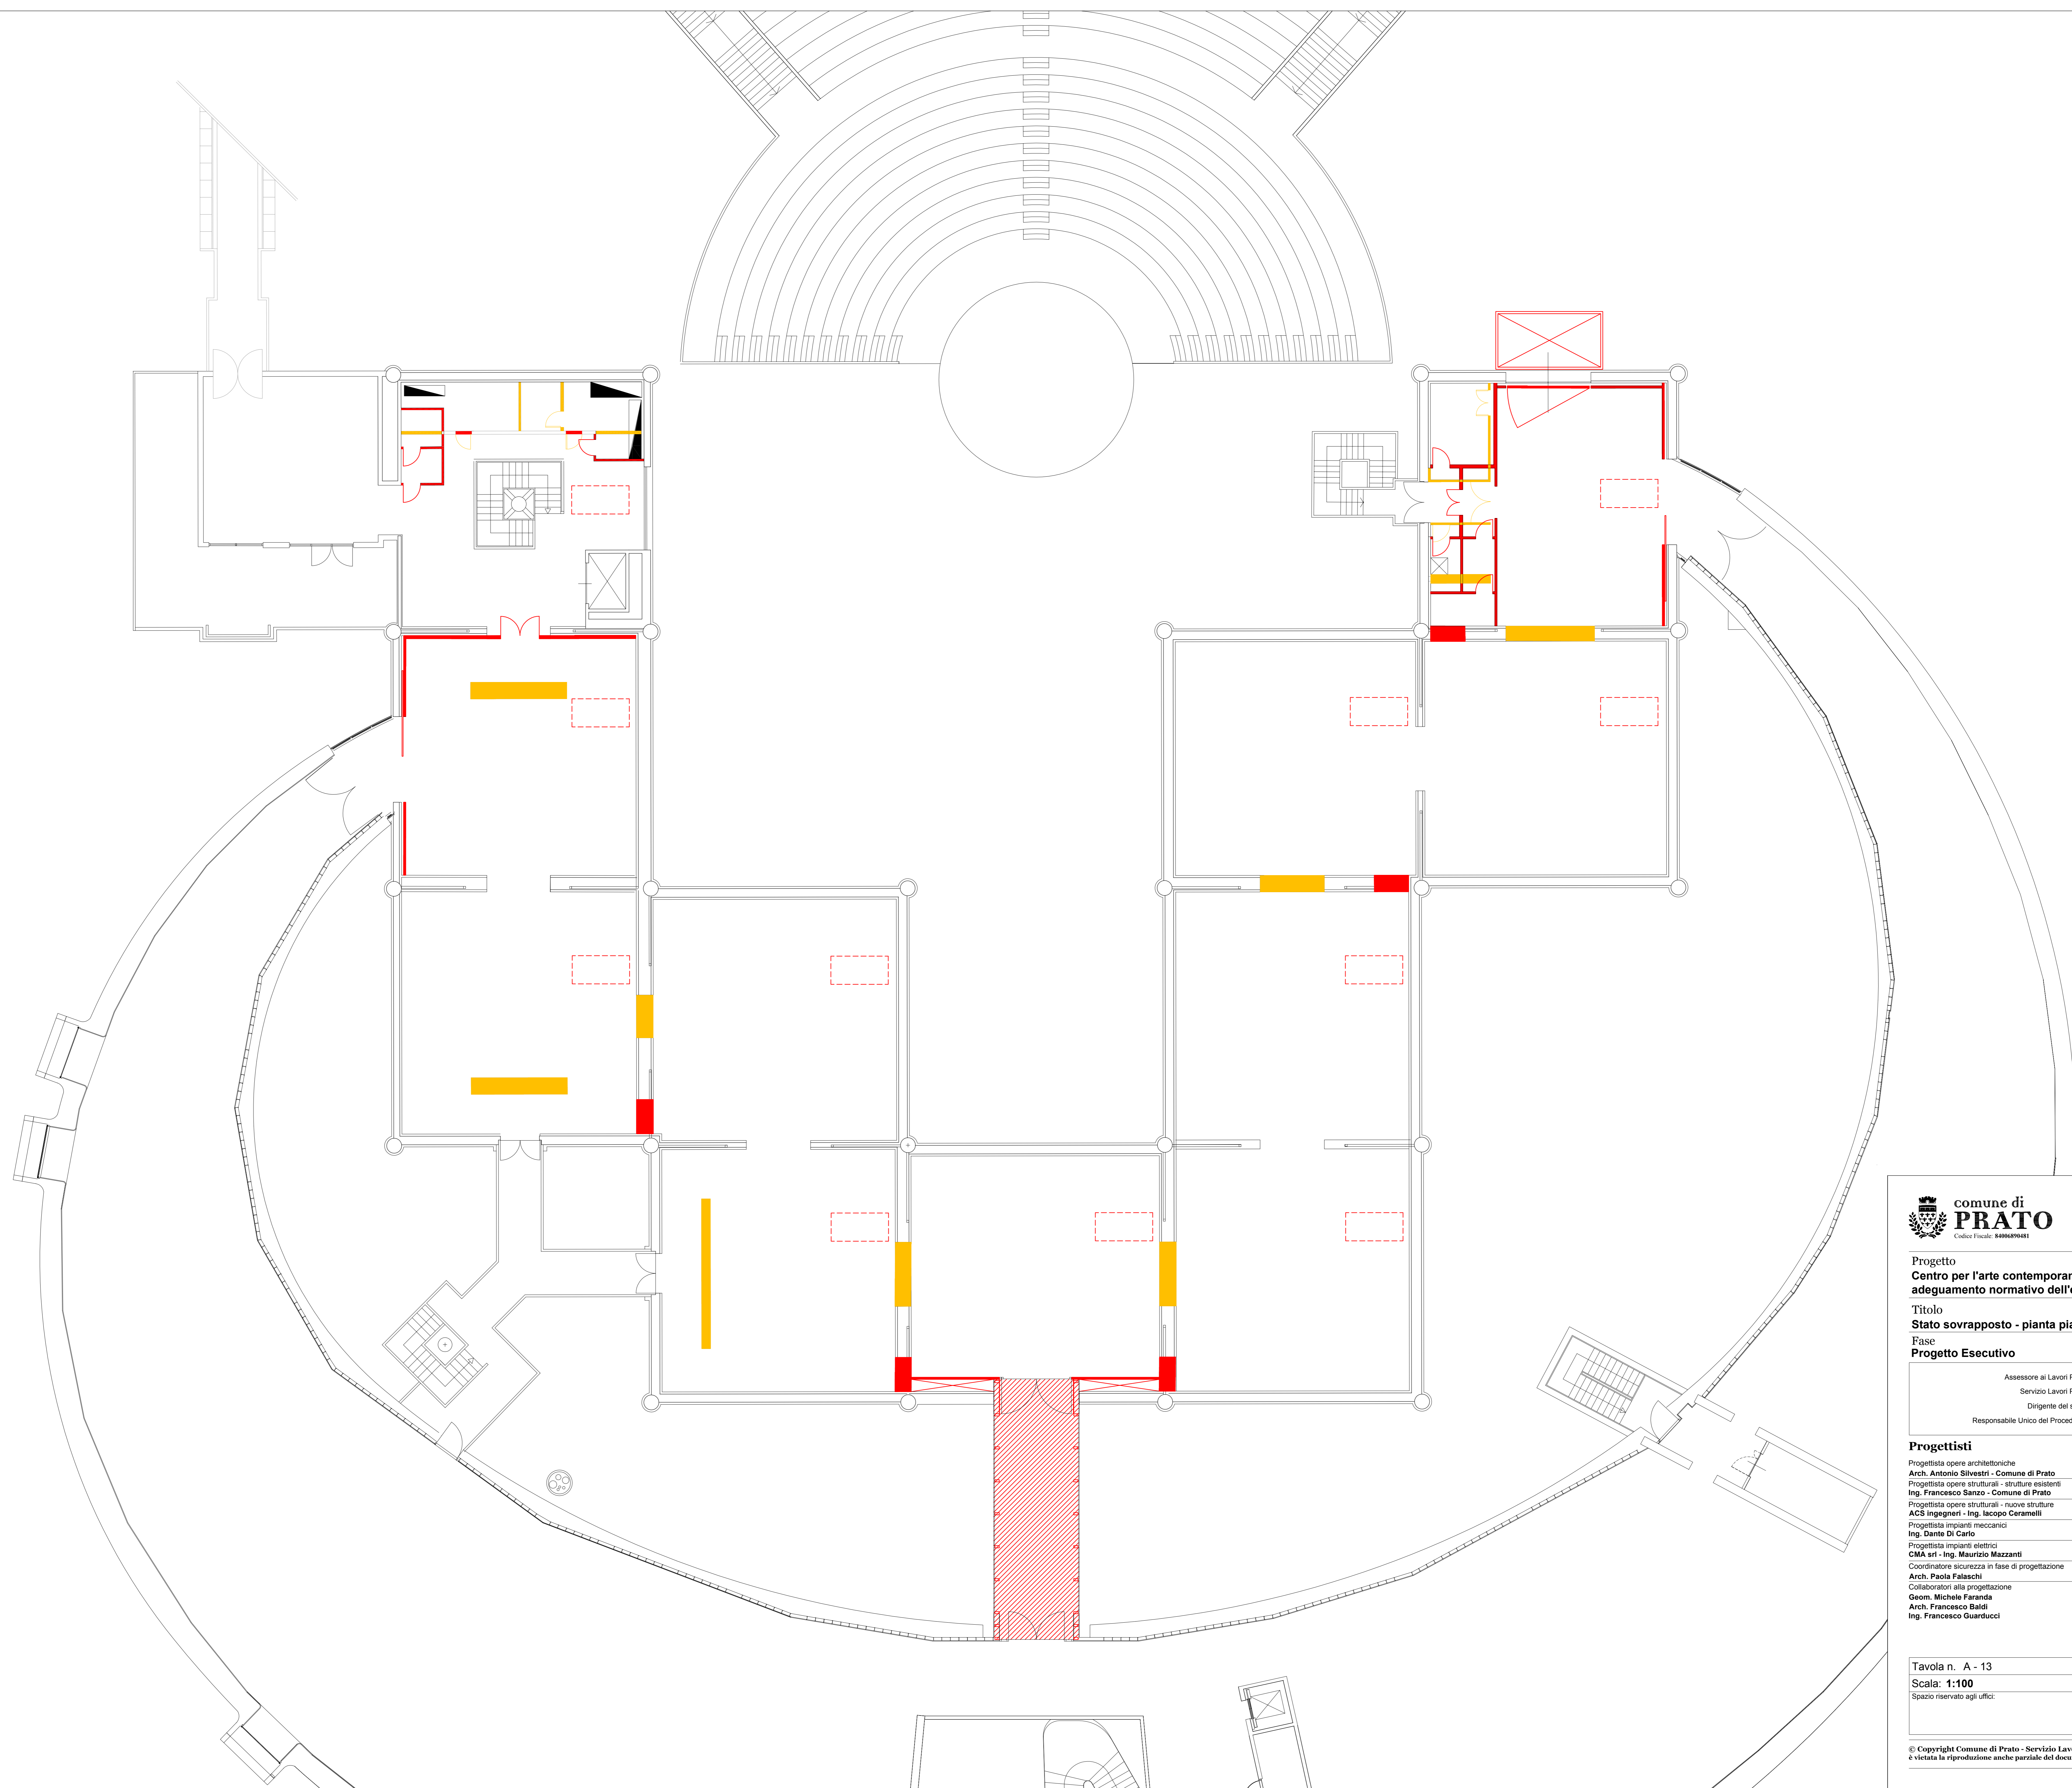 comune di
PRATO
Codice Fiscale: 84006890481
Progetto
Centro per l'arte contemporan
adeguamento normativo dell'e
Titolo
Stato sovrapposto - pianta pia
Fase
Progetto Esecutivo
Assessore ai Lavori P
Servizio Lavori P
Dirigente del s
Responsabile Unico del Proced
Progettisti
Progettista opere architettoniche
Arch. Antonio Silvestri - Comune di Prato
Progettista opere strutturali - strutture esistenti
Ing. Francesco Sanzo - Comune di Prato
Progettista opere strutturali - nuove strutture
ACS ingegneri - Ing. Iacopo Ceramelli
Progettista impianti meccanici
Ing. Dante Di Carlo
Progettista impianti elettrici
CMA srl - Ing. Maurizio Mazzanti
Coordinatore sicurezza in fase di progettazione
Arch. Paola Falaschi
Collaboratori alla progettazione
Geom. Michele Faranda
Arch. Francesco Baldi
Ing. Francesco Guarducci
Tavola n. A - 13
Scala: 1:100
Spazio riservato agli uffici:
© Copyright Comune di Prato - Servizio Lav
è vietata la riproduzione anche parziale del docu